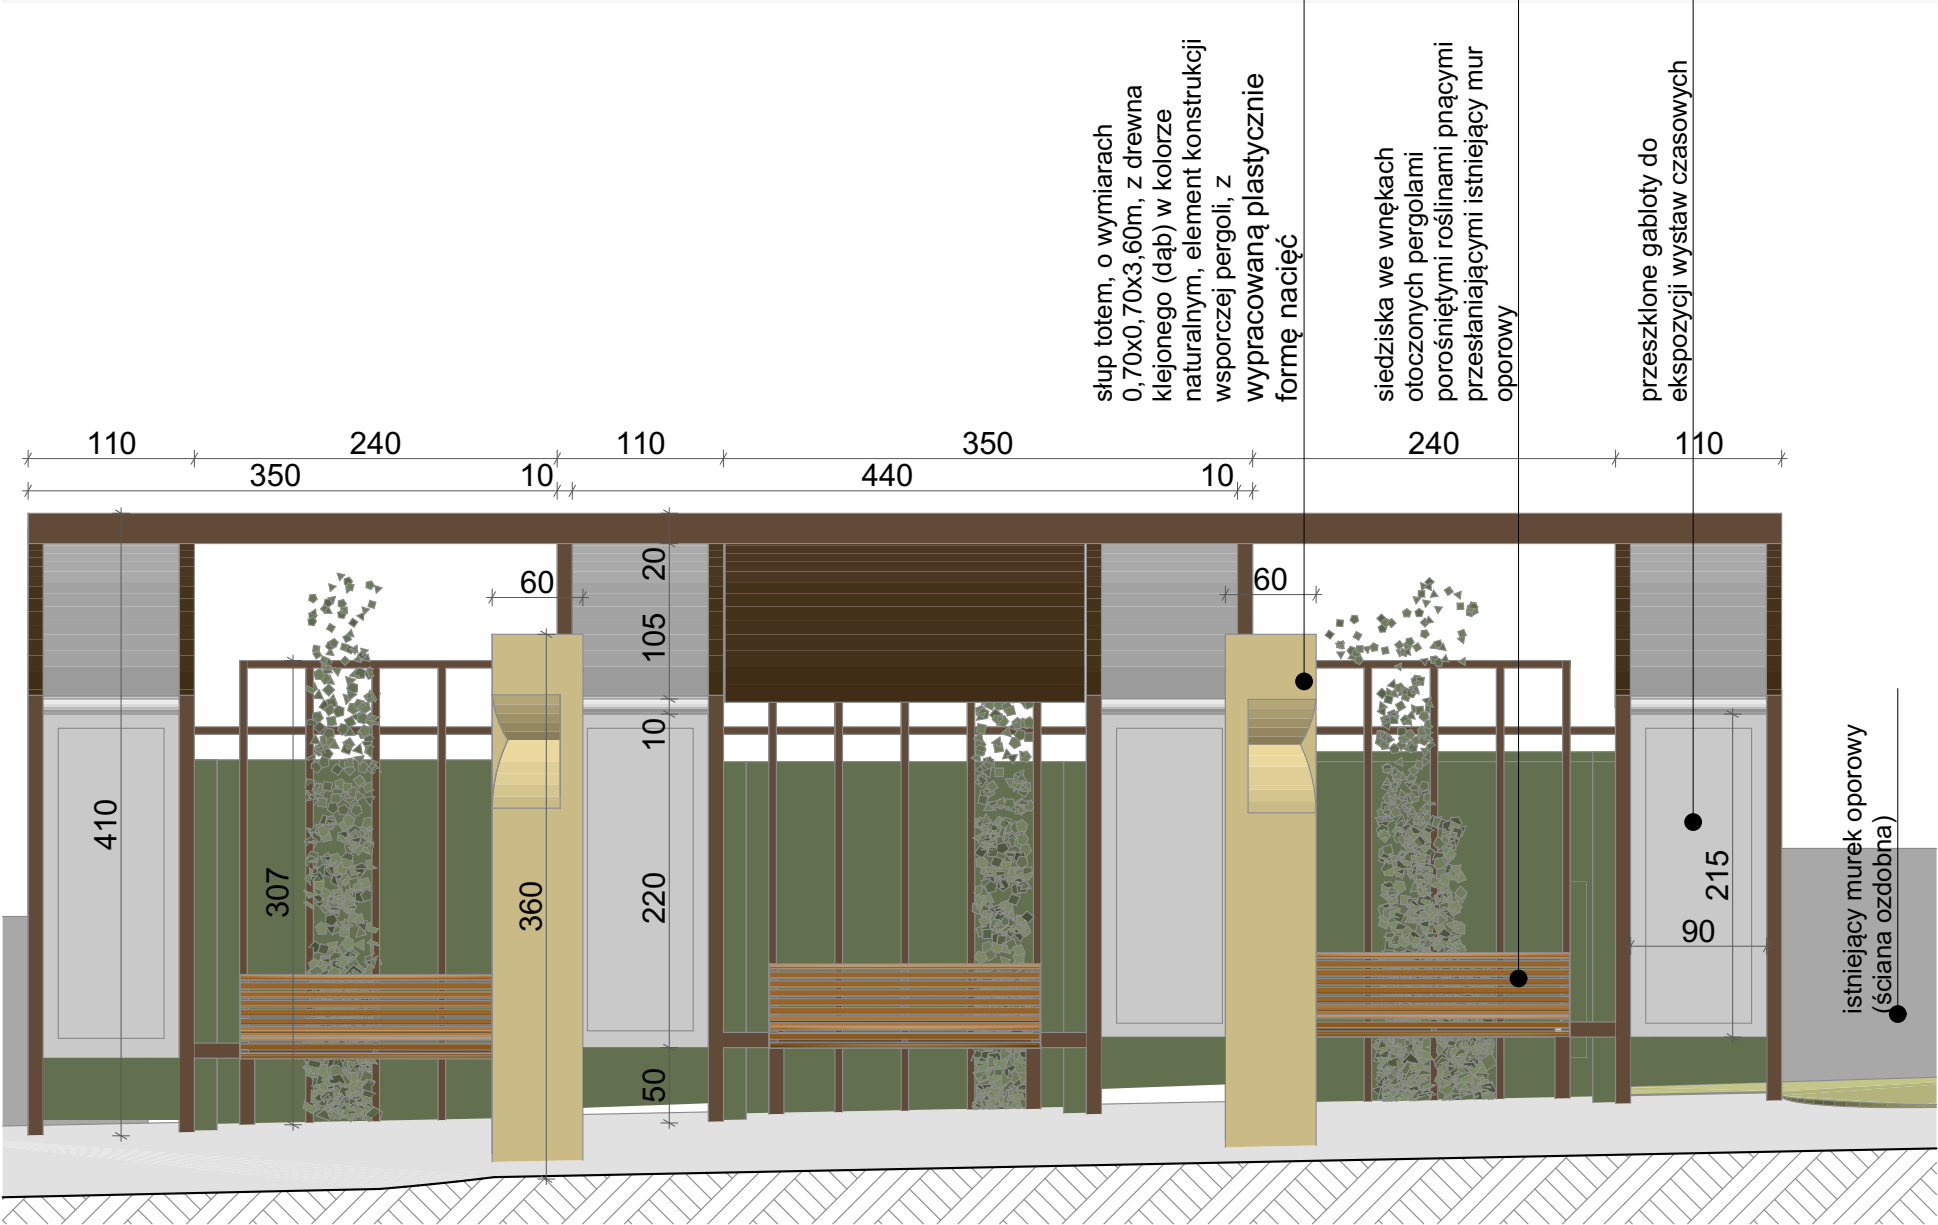 słup totem, o wymiarach
0,70x0,70x3,60m, z drewna
klejonego (dąb) w kolorze
naturalnym, element konstrukcji
wsporczej pergoli, z
wypracowaną plastycznie
formę nacięć
siedziska we wnękach
otoczonych pergolami
porośniętymi roślinami pnącymi
przesłaniającymi istniejący mur
oporowy
przeszklone gabloty do
ekspozycji wystaw czasowych
110
240
110
350
240
110
350
10
440
10
20
60
60
105
10
410
307
360
220
215
90
50
istniejący murek oporowy
(ściana ozdobna)